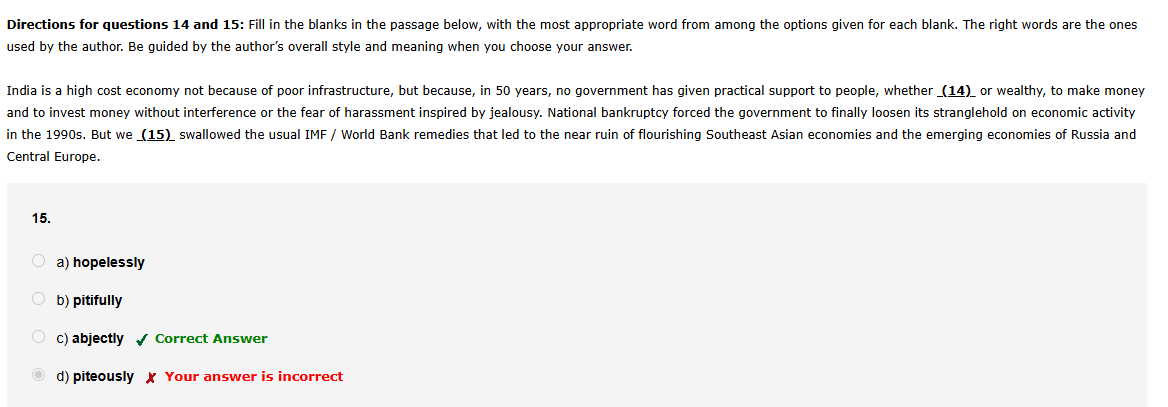 Directions for questions 14 and 15: Fill in the blanks in the passage below, with the most appropriate word from among the options given for each blank. The right words are the ones
used by the author. Be guided by the author's overall style and meaning when you choose your answer.
India is a high cost economy not because of poor infrastructure, but because, in 50 years, no government has given practical support to people, whether _(14)_ or wealthy, to make money
and to invest money without interference or the fear of harassment inspired by jealousy. National bankruptcy forced the government to finally loosen its stranglehold on economic activity
in the 1990s. But we _(15)_ swallowed the usual IMF / World Bank remedies that led to the near ruin of flourishing Southeast Asian economies and the emerging economies of Russia and
Central Europe.
15.
a) hopelessly
b) pitifully
c) abjectly ✓ Correct Answer
d) piteously ✗ Your answer is incorrect